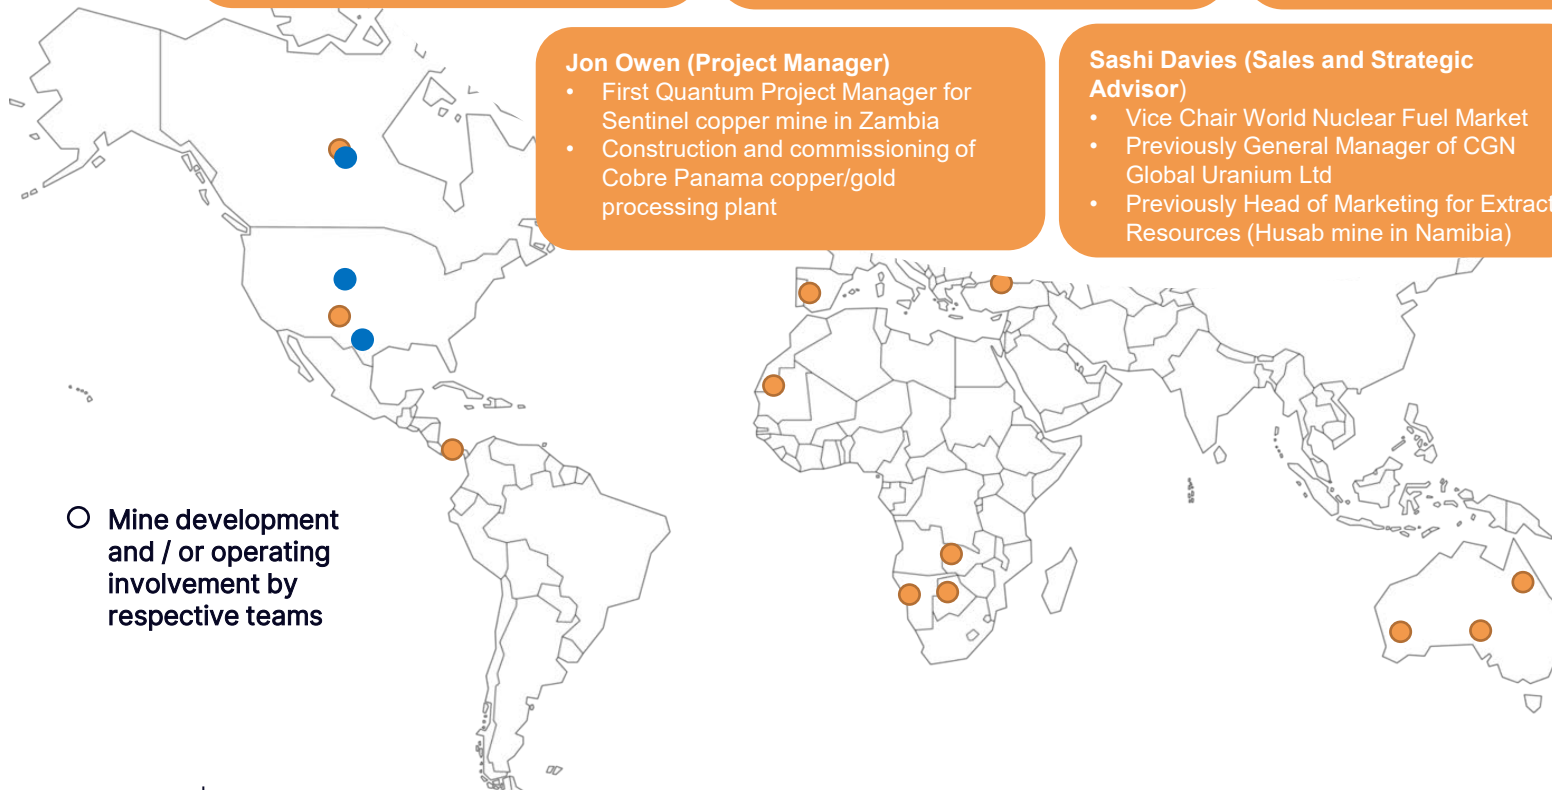 Jon Owen (Project Manager)
• First Quantum Project Manager for
Sentinel copper mine in Zambia
• Construction and commissioning of
Cobre Panama copper/gold
processing plant
Sashi Davies (Sales and Strategic
Advisor)
• Vice Chair World Nuclear Fuel Market
• Previously General Manager of CGN
Global Uranium Ltd
• Previously Head of Marketing for Extract
Resources (Husab mine in Namibia)
Mine development
and / or operating
involvement by
respective teams